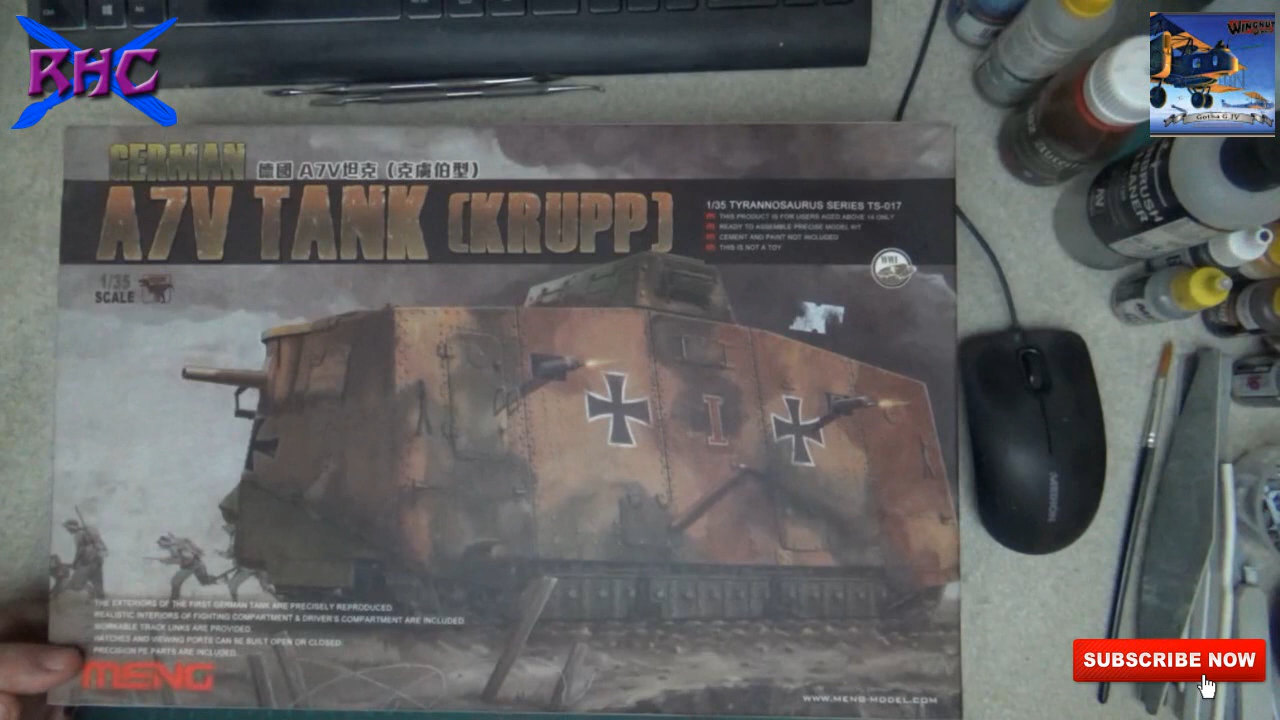 RHC
WINGNUT
Gotha G.IV
GERMAN 德國 A7V坦克（克虜伯型）
A7V TANK (KRUPP)
1/35 TYRANNOSAURUS SERIES TS-017
THIS PRODUCT IS FOR USERS AGED ABOVE 14 ONLY
READY TO ASSEMBLE PRECISE MODEL KIT
CEMENT AND PAINT NOT INCLUDED
THIS IS NOT A TOY
WWI
1/35
SCALE
I
THE EXTERIORS OF THE FIRST GERMAN TANK ARE PRECISELY REPRODUCED.
REALISTIC INTERIORS OF FIGHTING COMPARTMENT & DRIVER'S COMPARTMENT ARE INCLUDED.
WORKABLE TRACK LINKS ARE PROVIDED.
HATCHES AND VIEWING PORTS CAN BE BUILT OPEN OR CLOSED.
PRECISION PE PARTS ARE INCLUDED.
MENG
WWW.MENG-MODEL.COM
SUBSCRIBE NOW